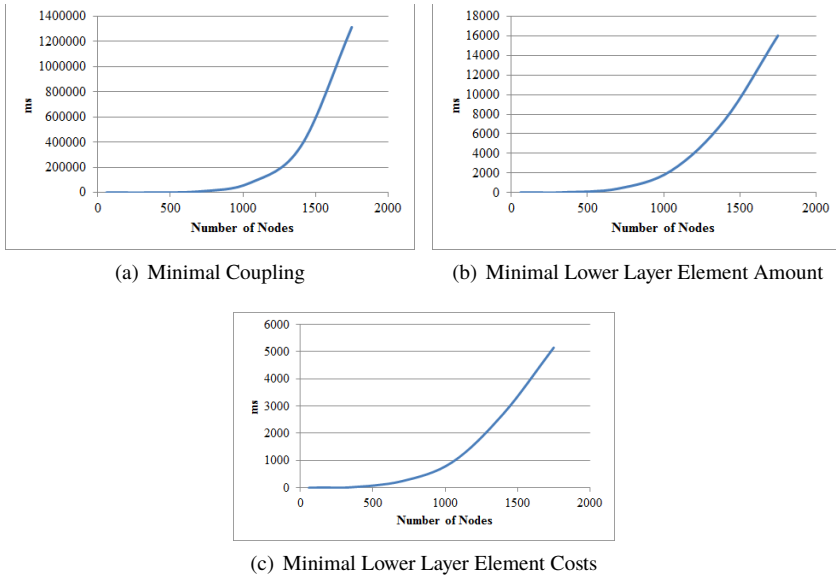 1400000
1200000
1000000
800000
600000
400000
200000
0
ms
0 500 1000 1500 2000
Number of Nodes
(a) Minimal Coupling
18000
16000
14000
12000
10000
8000
6000
4000
2000
0
ms
0 500 1000 1500 2000
Number of Nodes
(b) Minimal Lower Layer Element Amount
6000
5000
4000
3000
2000
1000
0
ms
0 500 1000 1500 2000
Number of Nodes
(c) Minimal Lower Layer Element Costs